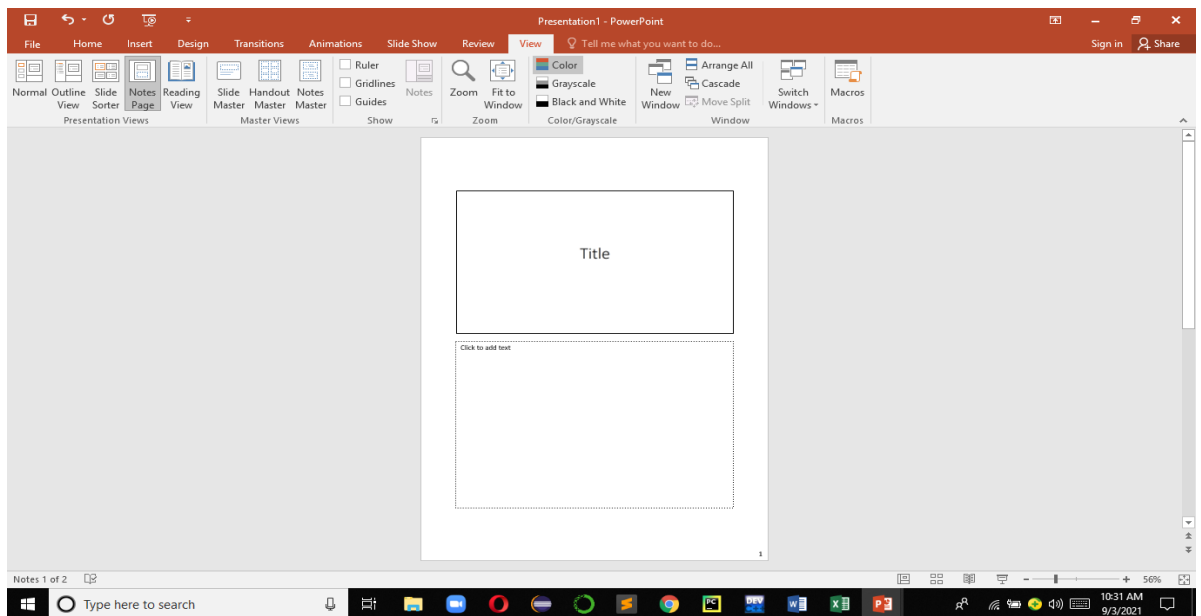 Presentation1 - PowerPoint
File Home Insert Design Transitions Animations Slide Show Review View Tell me what you want to do... Sign in Share
Normal Outline View Slide Sorter Notes Page Reading View
Presentation Views
Slide Master Handout Master Notes Master
Master Views
Ruler
Gridlines
Guides
Notes
Show
Zoom Fit to Window
Zoom
Color
Grayscale
Black and White
Color/Grayscale
New Window
Arrange All
Cascade
Move Split
Switch Windows
Window
Macros
Macros
Title
Click to add text
1
Notes 1 of 2
56%
Type here to search
PC
DEV
10:31 AM
9/3/2021